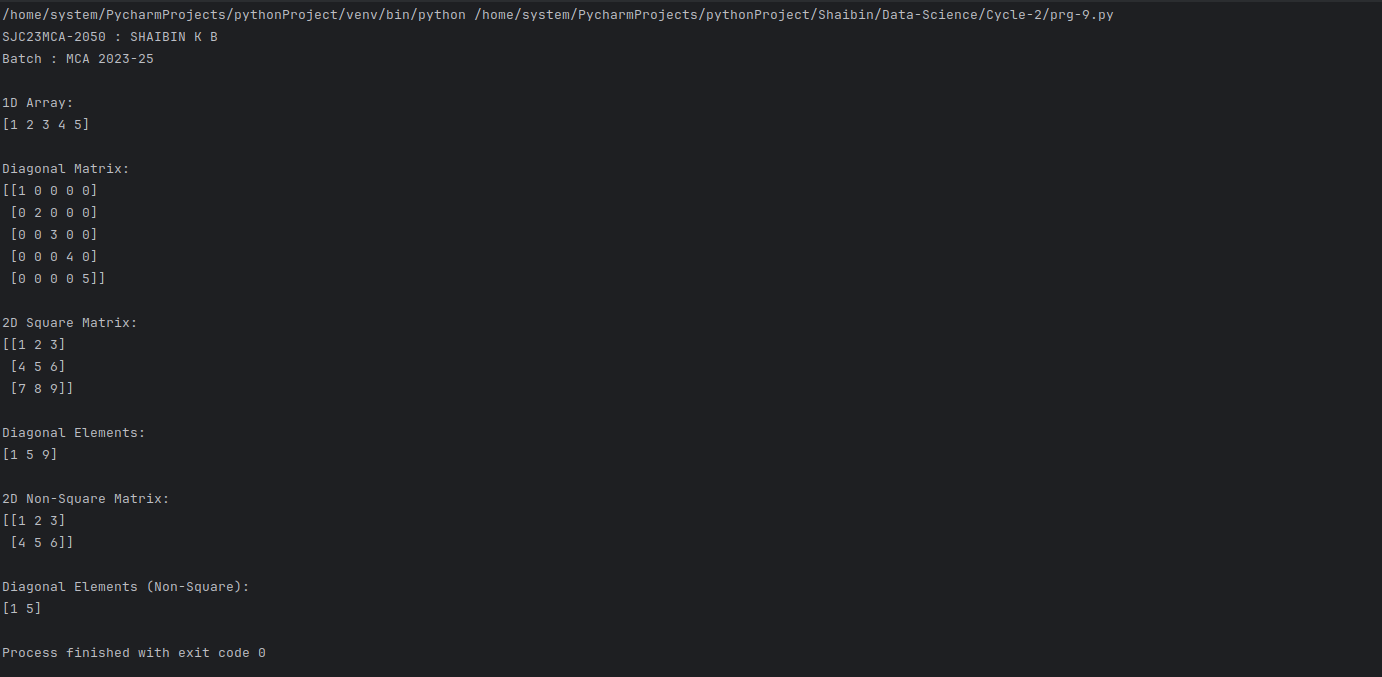 /home/system/PycharmProjects/pythonProject/venv/bin/python /home/system/PycharmProjects/pythonProject/Shaibin/Data-Science/Cycle-2/prg-9.py
SJC23MCA-2050 : SHAIBIN K B
Batch : MCA 2023-25

1D Array:
[1 2 3 4 5]

Diagonal Matrix:
[[1 0 0 0 0]
 [0 2 0 0 0]
 [0 0 3 0 0]
 [0 0 0 4 0]
 [0 0 0 0 5]]

2D Square Matrix:
[[1 2 3]
 [4 5 6]
 [7 8 9]]

Diagonal Elements:
[1 5 9]

2D Non-Square Matrix:
[[1 2 3]
 [4 5 6]]

Diagonal Elements (Non-Square):
[1 5]

Process finished with exit code 0